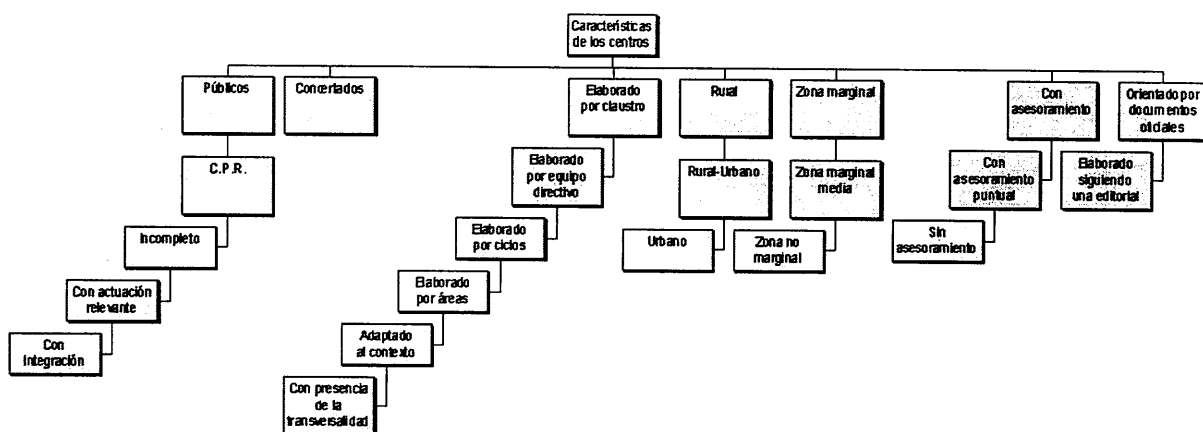 Características
de los centros
Públicos
Concertados
Elaborado
por claustro
Rural
Zona marginal
Con
asesoramiento
Orientado por
documentos
oficiales
C.P.R.
Elaborado
por equipo
directivo
Rural-Urbano
Zona marginal
media
Con
asesoramiento
puntual
Elaborado
siguiendo
una editorial
Incompleto
Elaborado
por ciclos
Urbano
Zona no
marginal
Sin
asesoramiento
Con actuación
relevante
Elaborado
por áreas
Con
integración
Adaptado
al contexto
Con presencia
de la
transversalidad